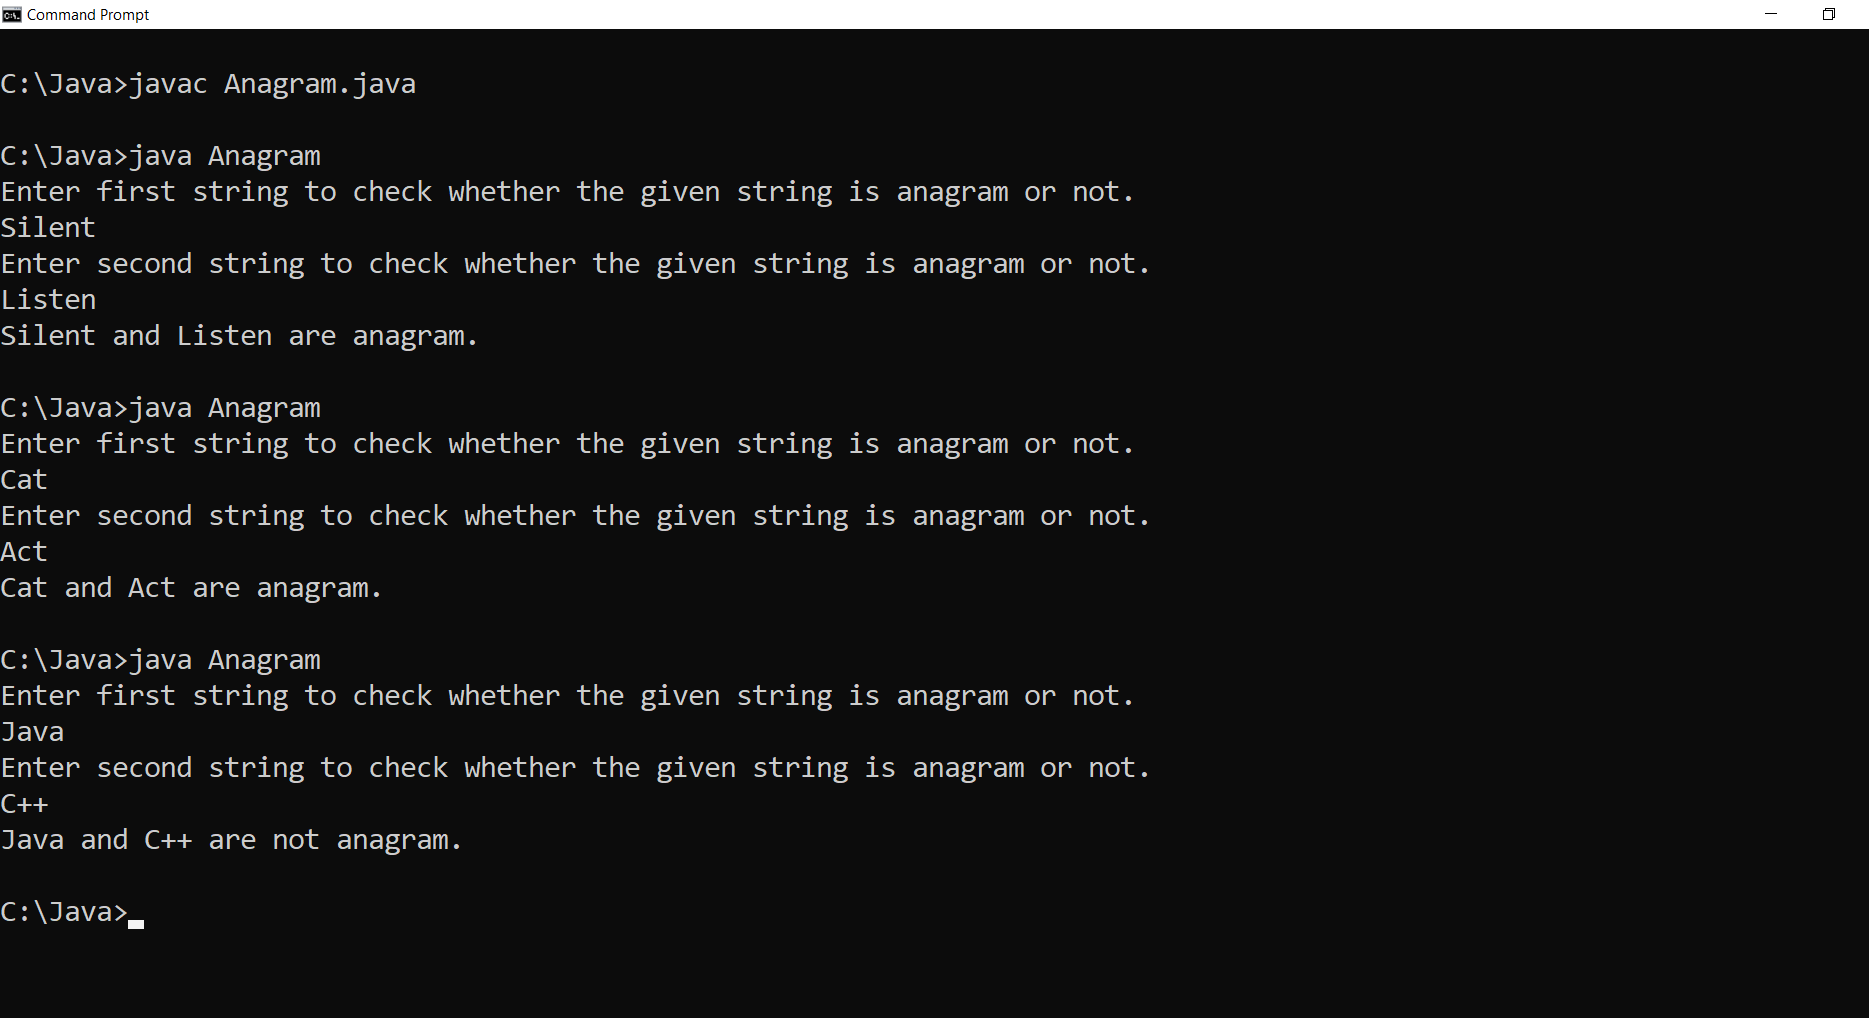 Command Prompt
C:\Java>javac Anagram.java
C:\Java>java Anagram
Enter first string to check whether the given string is anagram or not.
Silent
Enter second string to check whether the given string is anagram or not.
Listen
Silent and Listen are anagram.
C:\Java>java Anagram
Enter first string to check whether the given string is anagram or not.
Cat
Enter second string to check whether the given string is anagram or not.
Act
Cat and Act are anagram.
C:\Java>java Anagram
Enter first string to check whether the given string is anagram or not.
Java
Enter second string to check whether the given string is anagram or not.
C++
Java and C++ are not anagram.
C:\Java>